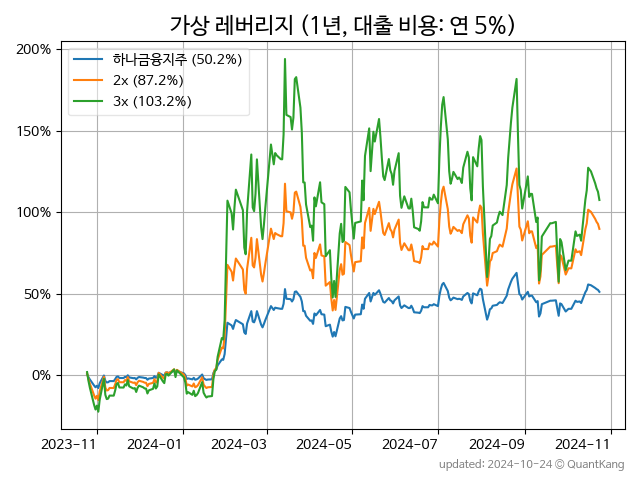 가상 레버리지 (1년, 대출 비용: 연 5%)
200%
150%
100%
50%
0%
하나금융지주 (50.2%)
2x (87.2%)
3x (103.2%)
2023-11
2024-01
2024-03
2024-05
2024-07
2024-09
2024-11
updated: 2024-10-24 © QuantKang